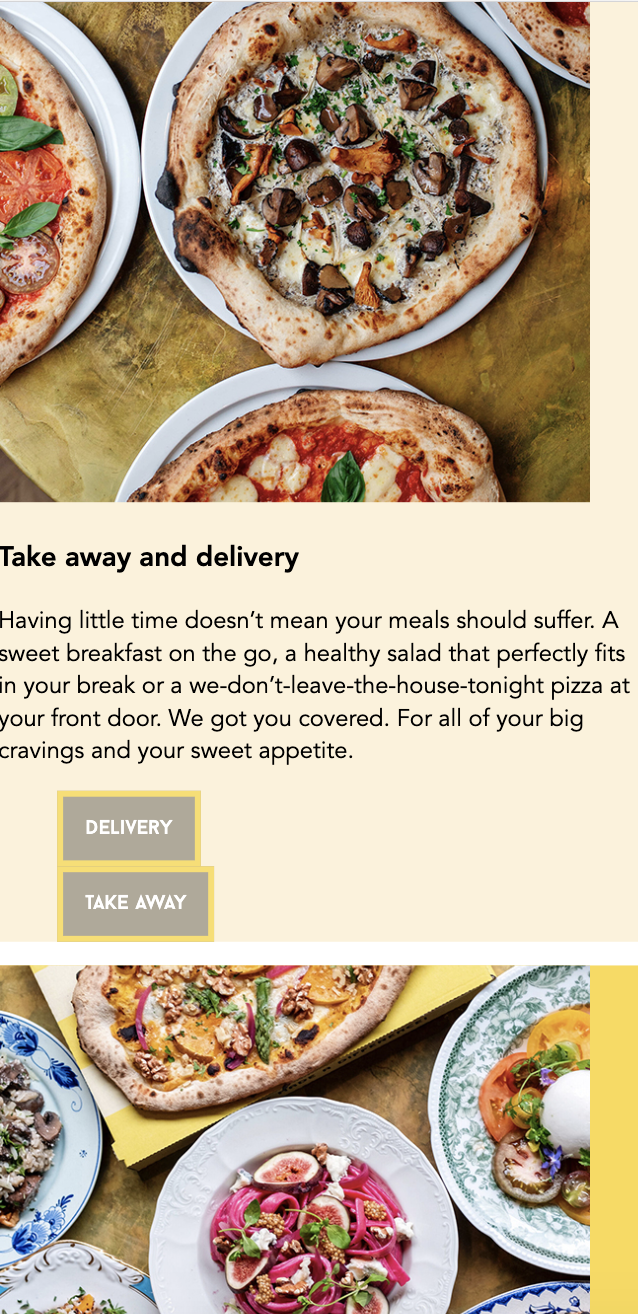 Take away and delivery
Having little time doesn’t mean your meals should suffer. A
sweet breakfast on the go, a healthy salad that perfectly fits
in your break or a we-don’t-leave-the-house-tonight pizza at
your front door. We got you covered. For all of your big
cravings and your sweet appetite.
DELIVERY
TAKE AWAY